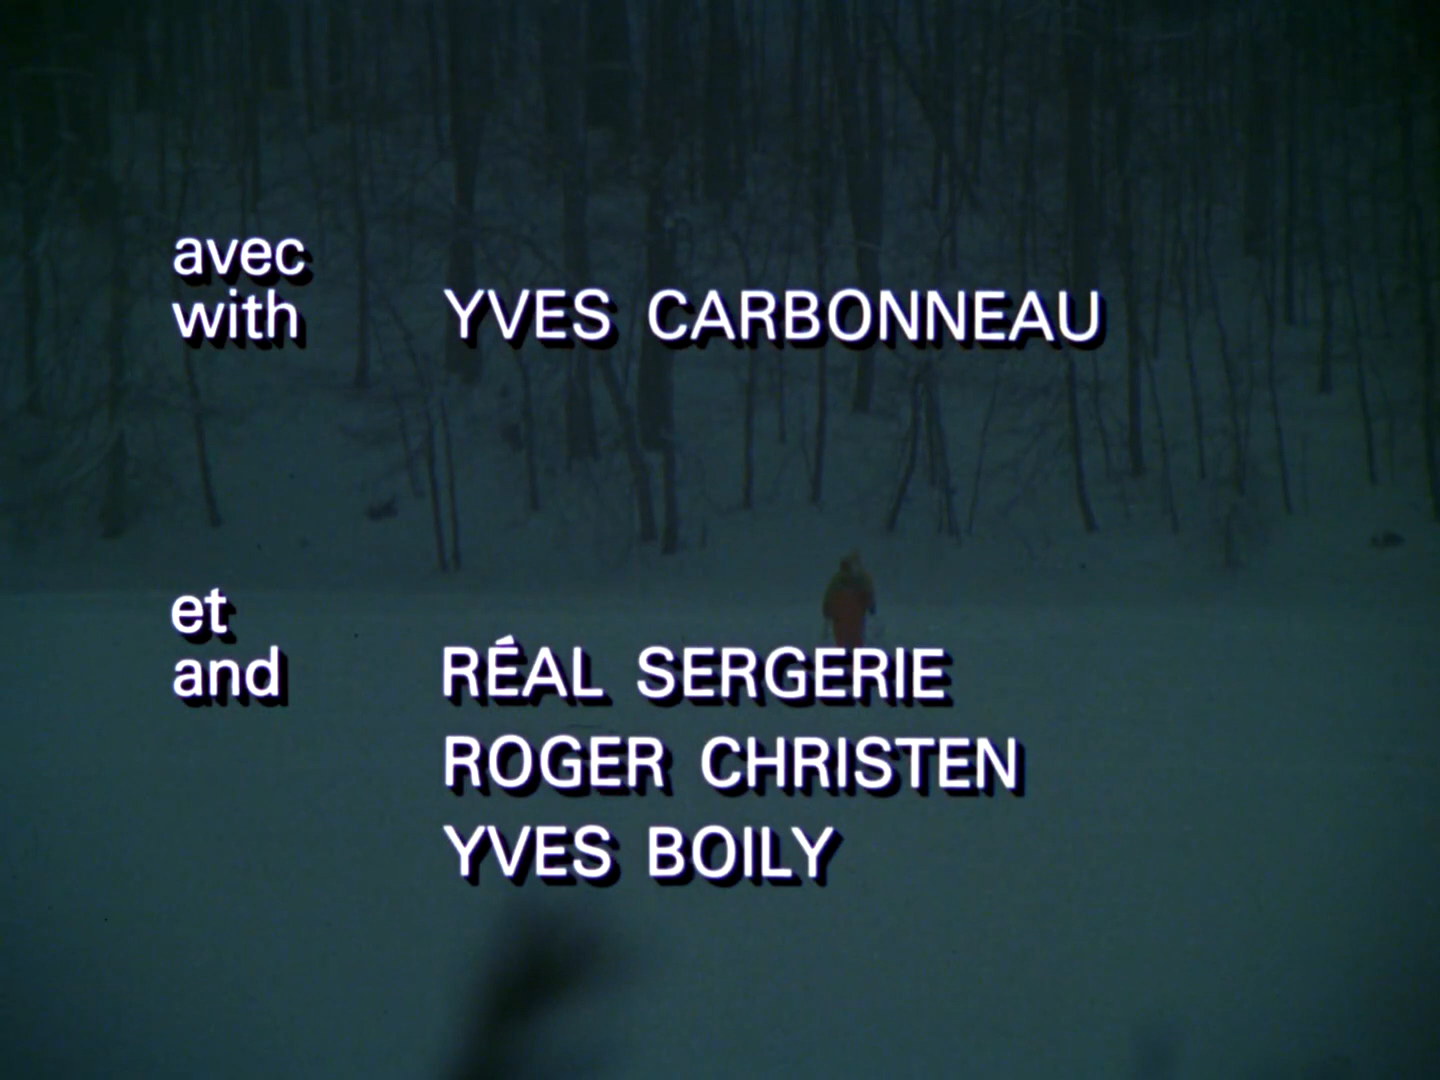 avec
with YVES CARBONNEAU
et
and RÉAL SERGERIE
ROGER CHRISTEN
YVES BOILY